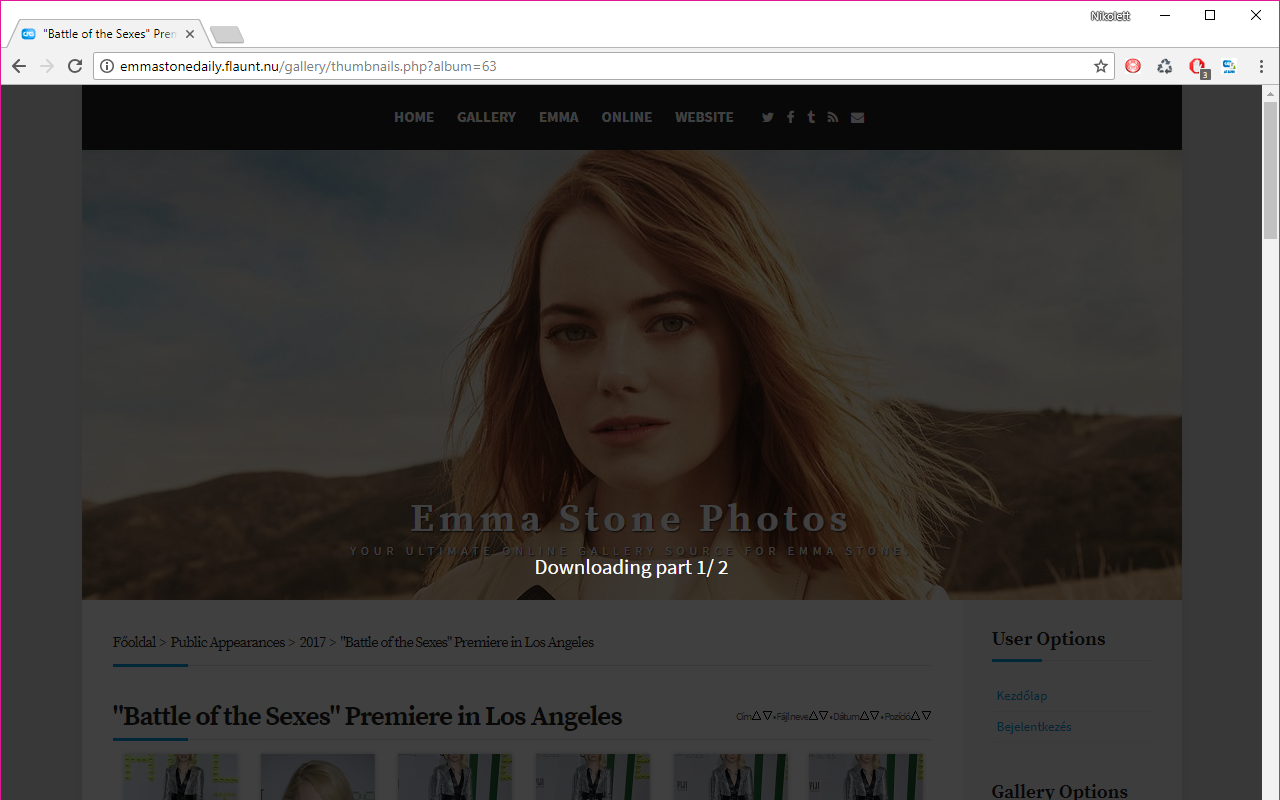 Nikolett
"Battle of the Sexes" Prem
emmastonedaily.flaunt.nu/gallery/thumbnails.php?album=63
3
HOME GALLERY EMMA ONLINE WEBSITE
Emma Stone Photos
YOUR ULTIMATE ONLINE GALLERY SOURCE FOR EMMA STONE.
Downloading part 1/ 2
Főoldal > Public Appearances > 2017 > "Battle of the Sexes" Premiere in Los Angeles
User Options
Kezdőlap
"Battle of the Sexes" Premiere in Los Angeles
Cím△▽ • Fájl neve△▽ • Dátum△▽ • Pozíció△▽
Bejelentkezés
Gallery Options